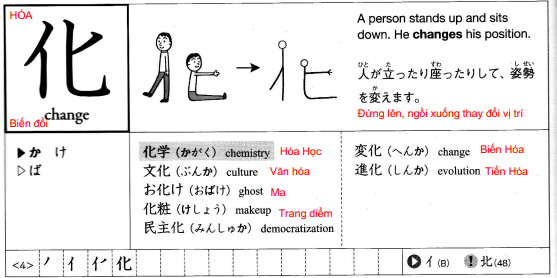 HÓA
化
change
Biến đổi
A person stands up and sits
down. He changes his position.
ひと た すわ しせい
人が立ったり座ったりして、姿勢
か
を変えます。
Đứng lên, ngồi xuống thay đổi vị trí
▶か け
▷ば
化学(かがく) chemistry Hóa Học
文化(ぶんか) culture Văn hóa
お化け(おばけ) ghost Ma
化粧(けしょう) makeup Trang diểm
民主化(みんしゅか) democratization
変化(へんか) change Biến Hóa
進化(しんか) evolution Tiến Hóa
<4> ノ 亻 化
▶イ(B) !北(48)